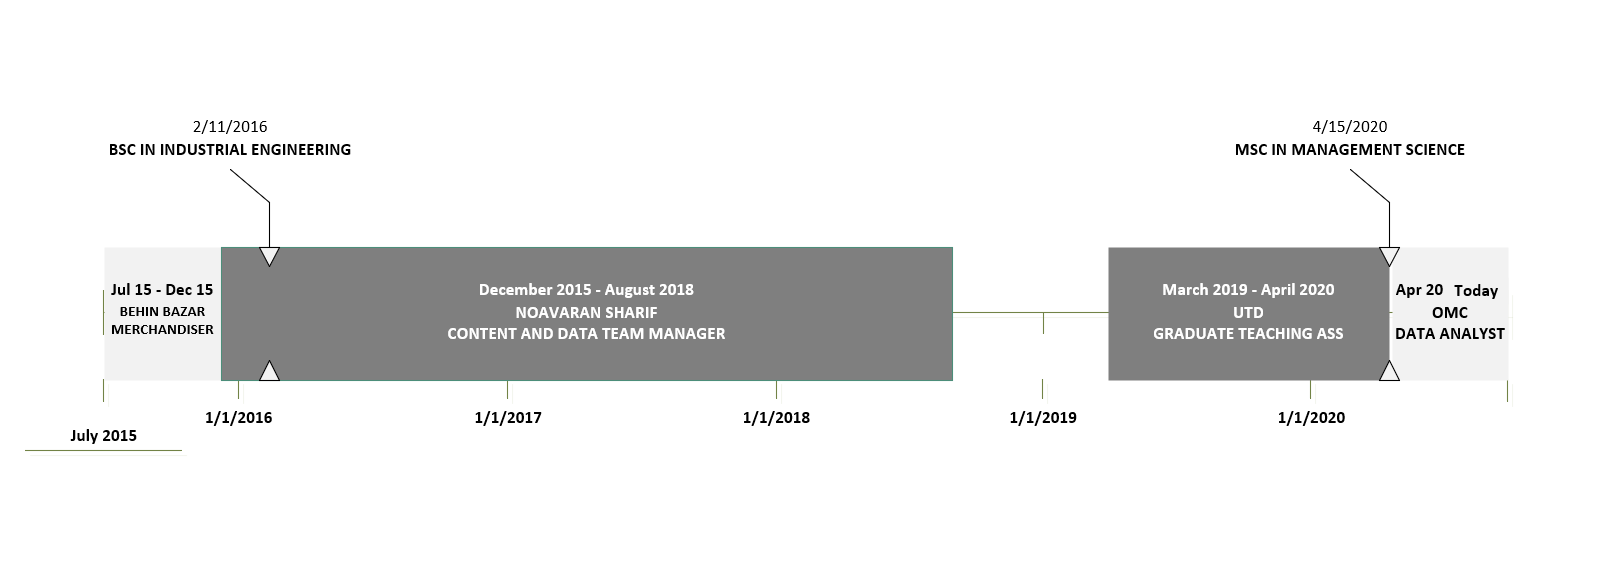 2/11/2016
BSC IN INDUSTRIAL ENGINEERING
4/15/2020
MSC IN MANAGEMENT SCIENCE
Jul 15 - Dec 15
BEHIN BAZAR
MERCHANDISER
December 2015 - August 2018
NOAVARAN SHARIF
CONTENT AND DATA TEAM MANAGER
March 2019 - April 2020
UTD
GRADUATE TEACHING ASS
Apr 20 Today
OMC
DATA ANALYST
1/1/2016
1/1/2017
1/1/2018
1/1/2019
1/1/2020
July 2015